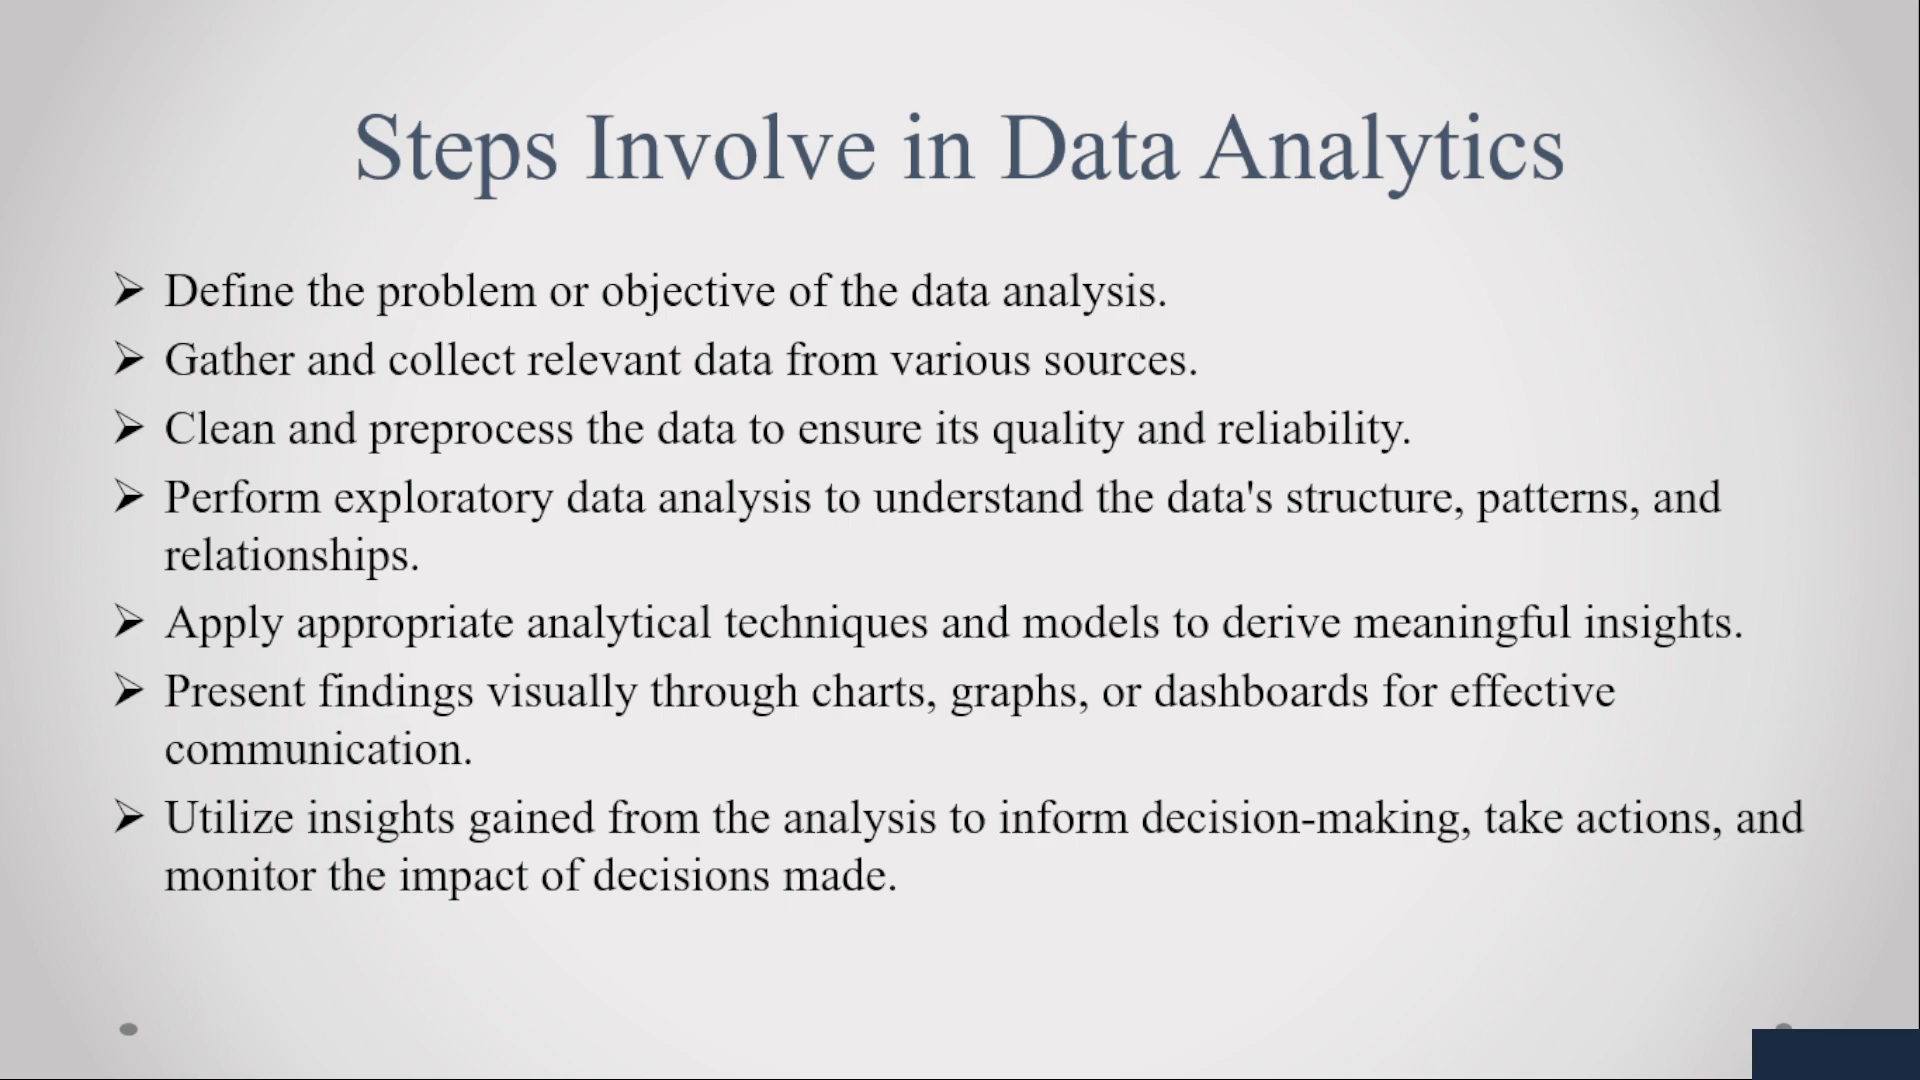 Steps Involve in Data Analytics
Define the problem or objective of the data analysis.
Gather and collect relevant data from various sources.
Clean and preprocess the data to ensure its quality and reliability.
Perform exploratory data analysis to understand the data's structure, patterns, and
relationships.
Apply appropriate analytical techniques and models to derive meaningful insights.
Present findings visually through charts, graphs, or dashboards for effective
communication.
Utilize insights gained from the analysis to inform decision-making, take actions, and
monitor the impact of decisions made.